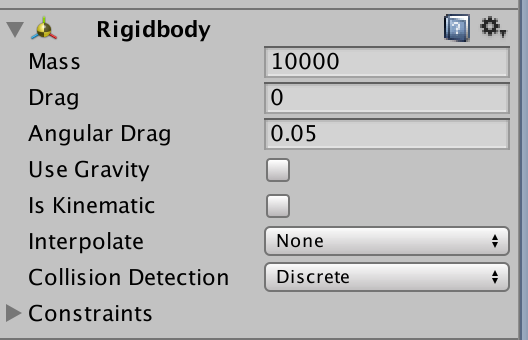 Rigidbody
Mass 10000
Drag 0
Angular Drag 0.05
Use Gravity
Is Kinematic
Interpolate None
Collision Detection Discrete
Constraints